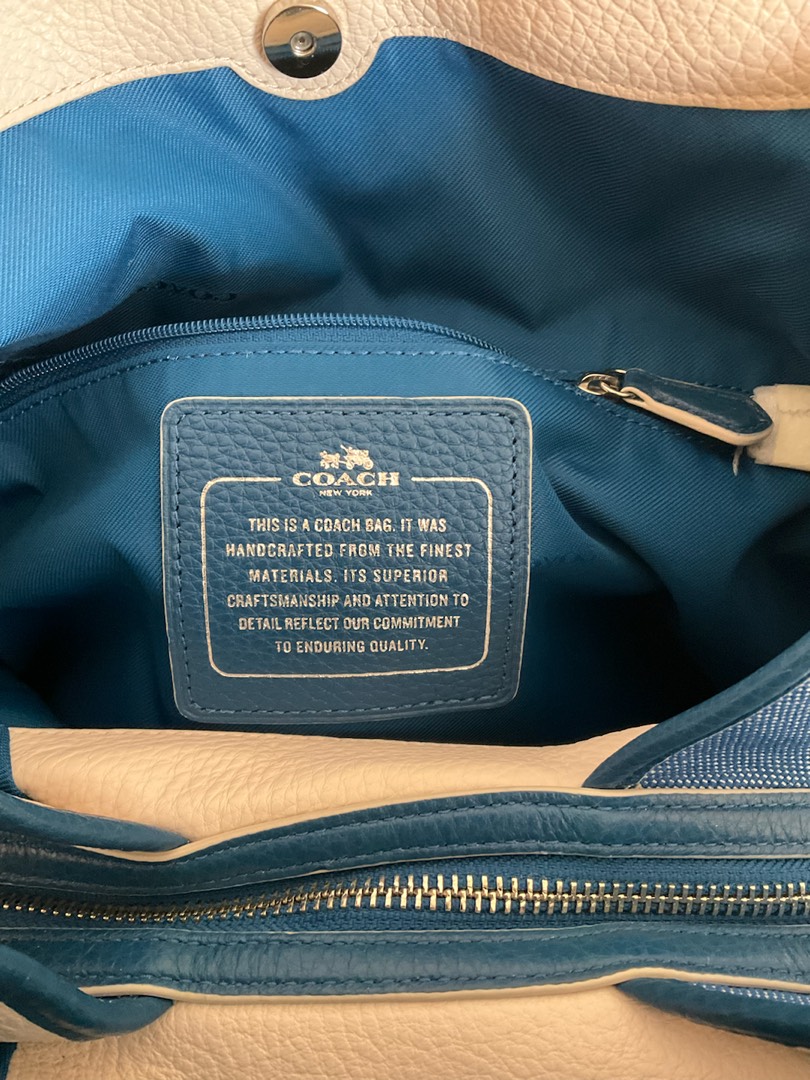 COACH
NEW YORK
THIS IS A COACH BAG. IT WAS
HANDCRAFTED FROM THE FINEST
MATERIALS. ITS SUPERIOR
CRAFTSMANSHIP AND ATTENTION TO
DETAIL REFLECT OUR COMMITMENT
TO ENDURING QUALITY.